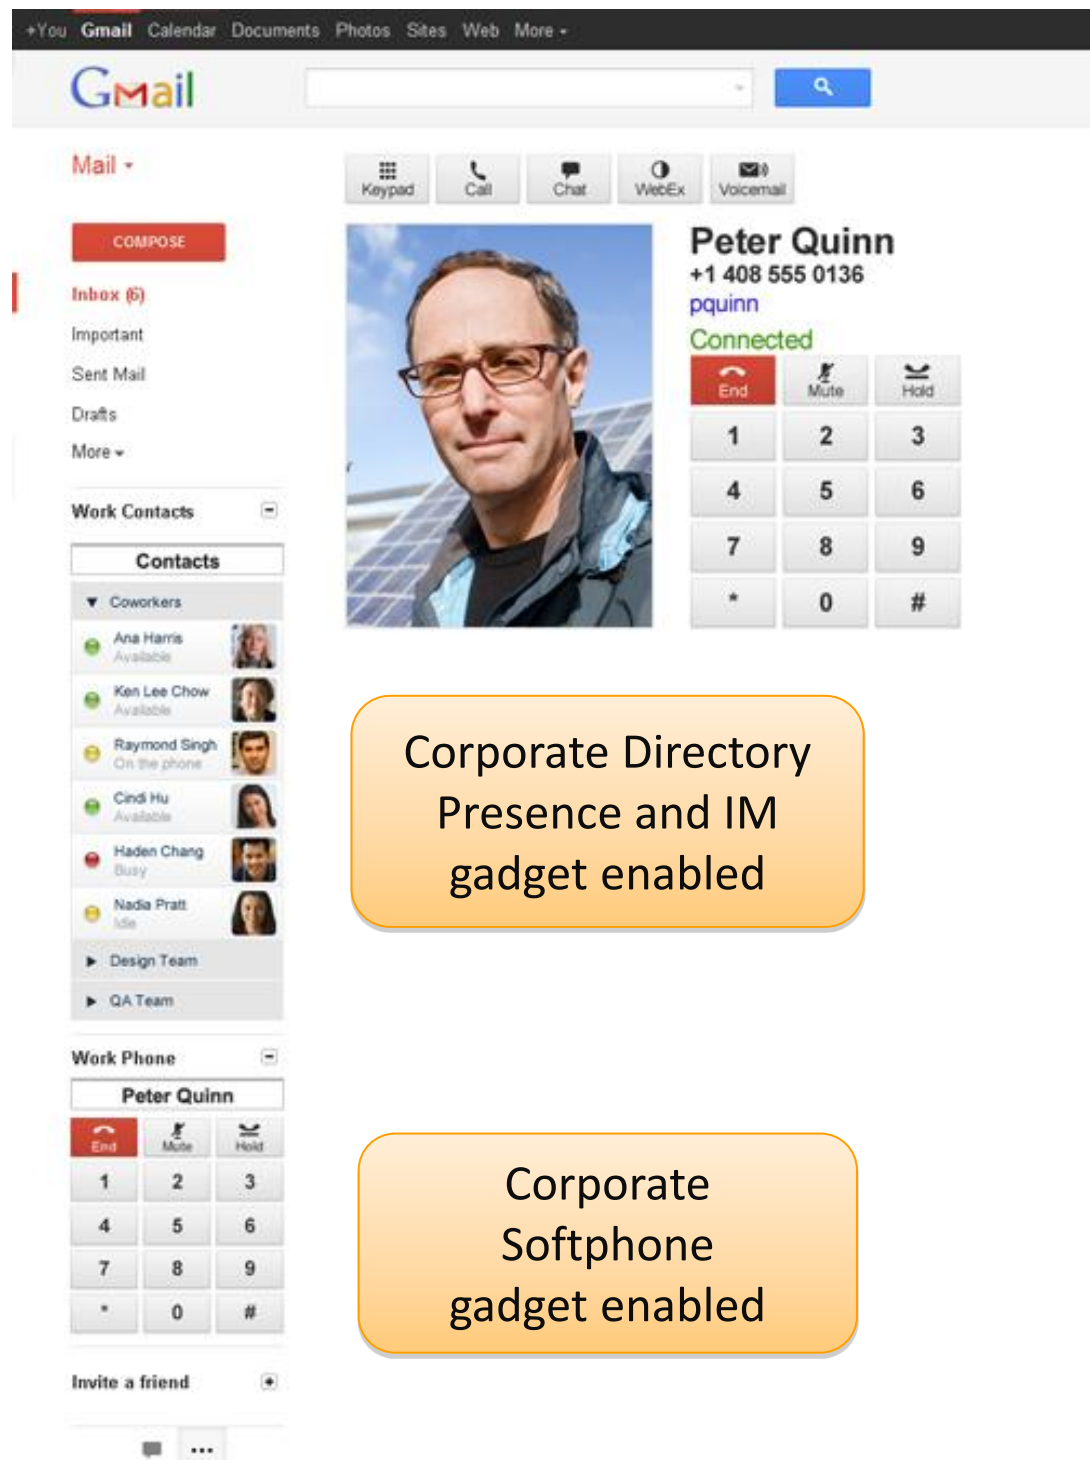 +You Gmail Calendar Documents Photos Sites Web More
Gmail
Mail
Keypad Call Chat WebEx Voicemail
COMPOSE
Inbox (6)
Important
Sent Mail
Drafts
More
Peter Quinn
+1 408 555 0136
pquinn
Connected
End Mute Hold
1 2 3
4 5 6
7 8 9
* 0 #
Work Contacts
Contacts
Coworkers
Ana Harris
Available
Ken Lee Chow
Available
Raymond Singh
On the phone
Cindi Hu
Available
Haden Chang
Busy
Nadia Pratt
Idle
Design Team
QA Team
Corporate Directory
Presence and IM
gadget enabled
Work Phone
Peter Quinn
End Mute Hold
1 2 3
4 5 6
7 8 9
* 0 #
Corporate
Softphone
gadget enabled
Invite a friend